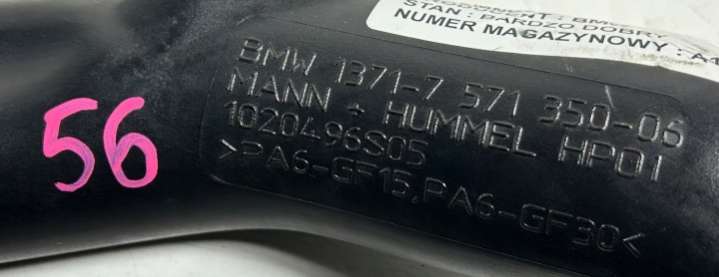 STAN : BARDZO DOBRY
NUMER MAGAZYNOWY : A1
BMW 1371-7 571 350-06
MANN + HUMMEL HP01
1020496S05
>PA6-GF15,PA6-GF30<
56